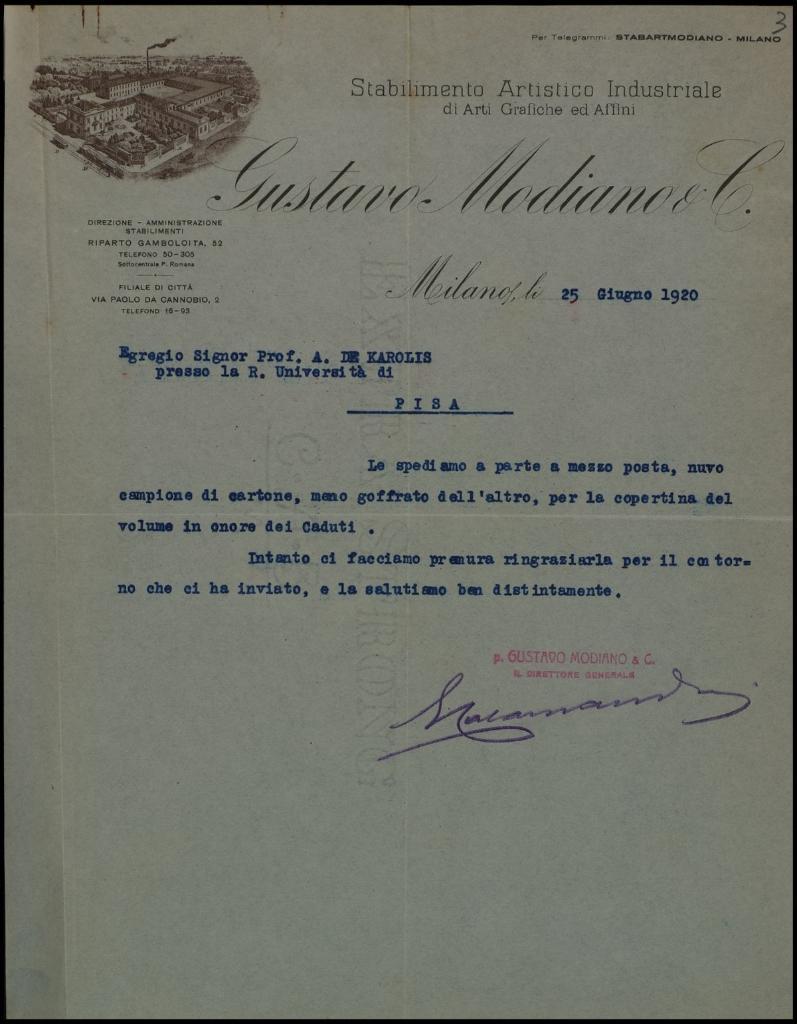 3
Per Telegrammi: STABARTMODIANO - MILANO
Stabilimento Artistico Industriale
di Arti Grafiche ed Affini
Gustavo Modiano & C.
DIREZIONE - AMMINISTRAZIONE
STABILIMENTI
RIPARTO GAMBOLOITA, 52
TELEFONO 50-305
Sottocentrale P. Romana
FILIALE DI CITTÀ
VIA PAOLO DA CANNOBIO, 2
TELEFONO 16-93
Milano, li 25 Giugno 1920
Egregio Signor Prof. A. DE KAROLIS
presso la R. Università di
P I S A
Le spediamo a parte a mezzo posta, nuvo
campione di cartone, meno goffrato dell'altro, per la copertina del
volume in onore dei Caduti .
Intanto ci facciamo premura ringraziarla per il contor=
no che ci ha inviato, e la salutiamo ben distintamente.
p. GUSTAVO MODIANO & C.
IL DIRETTORE GENERALE